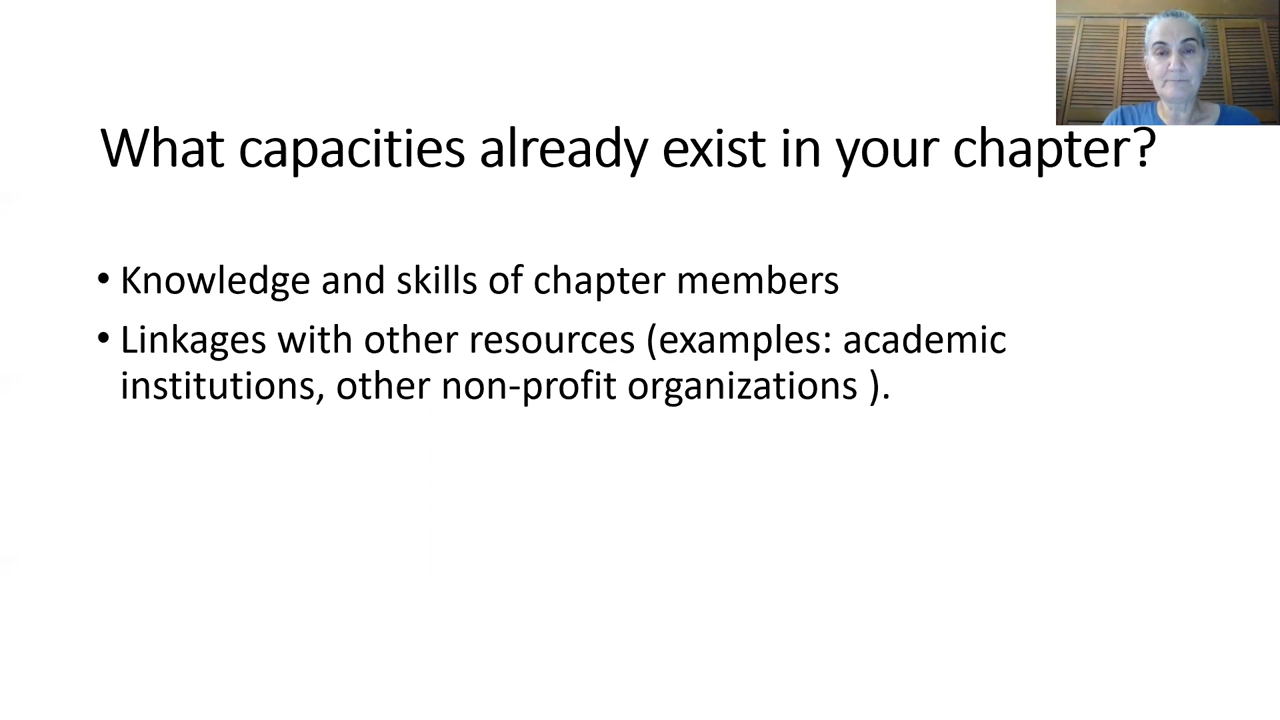 What capacities already exist in your chapter?
• Knowledge and skills of chapter members
• Linkages with other resources (examples: academic
institutions, other non-profit organizations ).